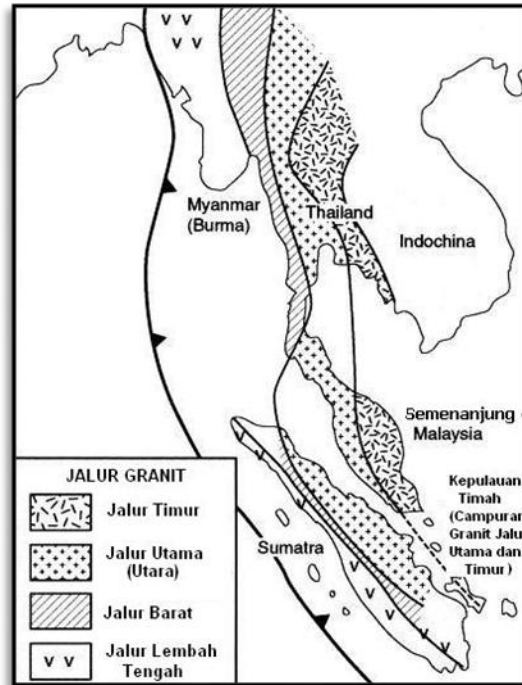 Myanmar
(Burma)
Thailand
Indochina
Semenanjung
Malaysia
Kepulauan
Timah
(Campuran
Granit Jalu
Utama dan
Timur)
Sumatra
JALUR GRANIT
Jalur Timur
Jalur Utama
(Utara)
Jalur Barat
V V Jalur Lembah
Tengah